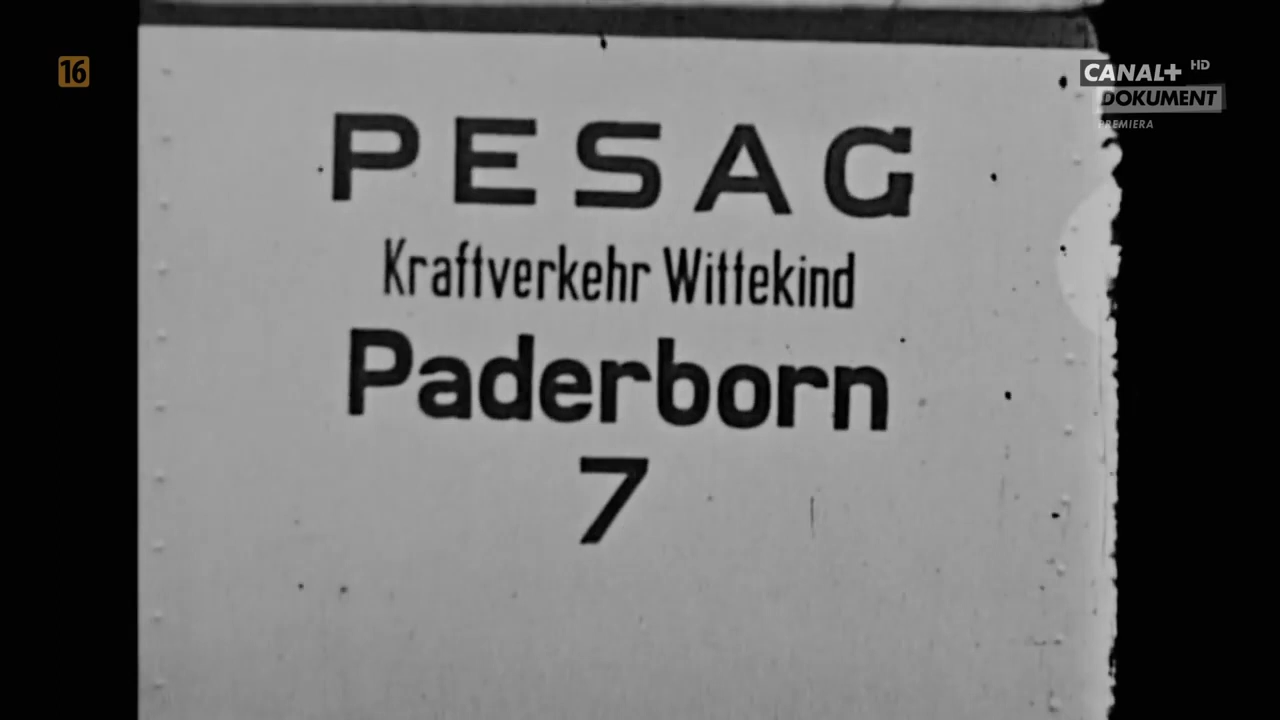 16
CANAL+ HD
DOKUMENT
PREMIERA
PESAG
Kraftverkehr Wittekind
Paderborn
7